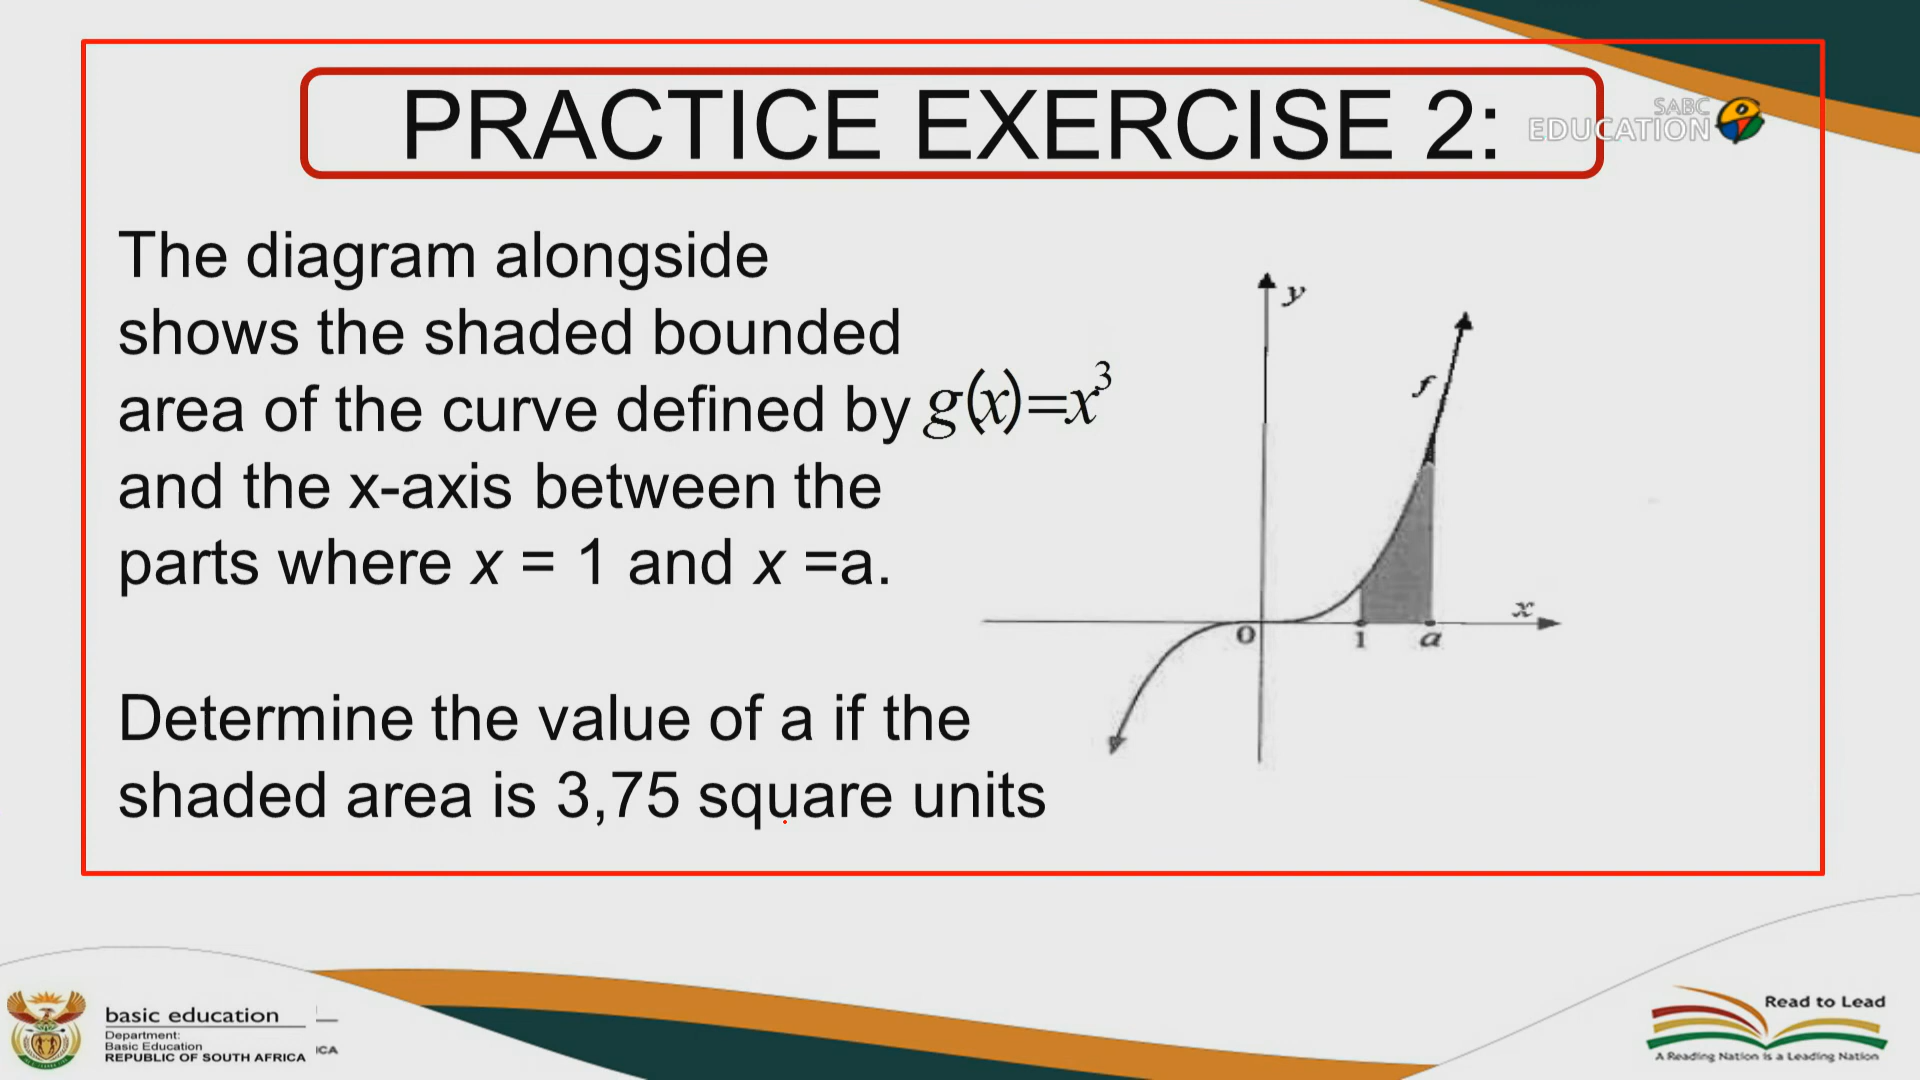 PRACTICE EXERCISE 2:
SABC
EDUCATION
The diagram alongside
shows the shaded bounded
area of the curve defined by g(x)=x³
and the x-axis between the
parts where x = 1 and x =a.
Determine the value of a if the
shaded area is 3,75 square units
y
f
x
0
1
a
basic education
Department:
Basic Education
REPUBLIC OF SOUTH AFRICA
ICA
Read to Lead
A Reading Nation is a Leading Nation